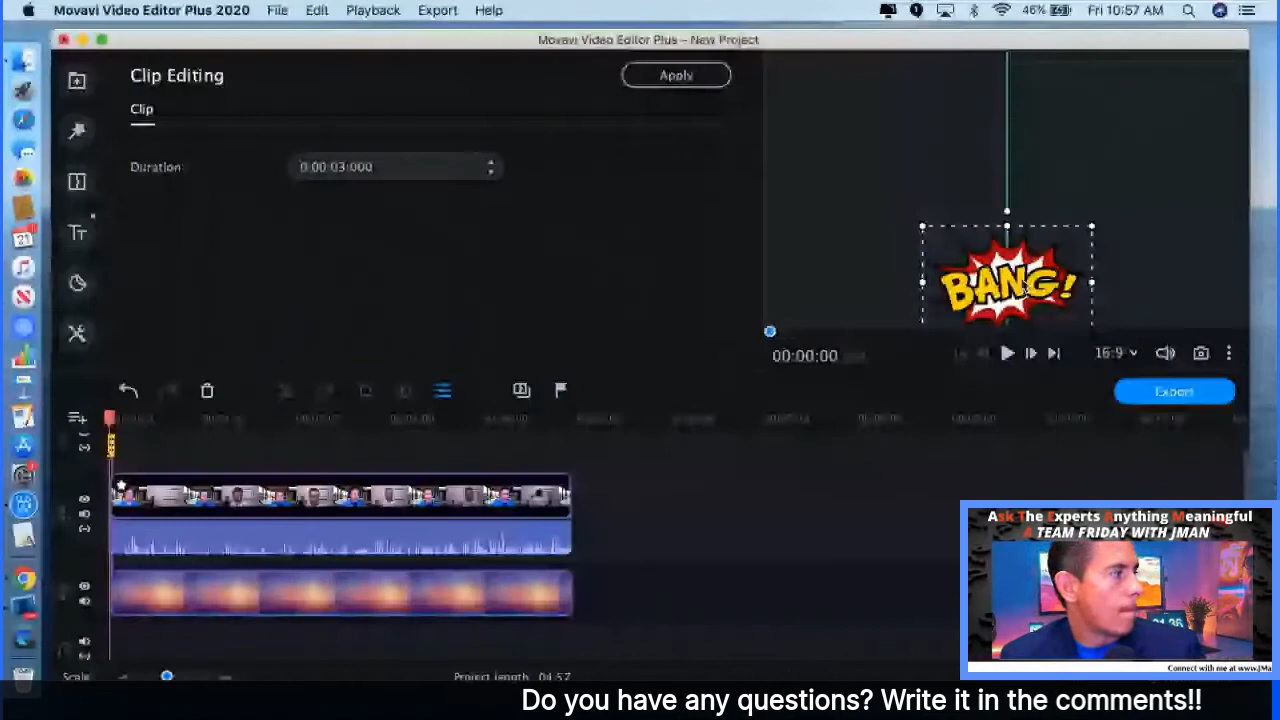 Movavi Video Editor Plus 2020 File Edit Playback Export Help
46% Fri 10:57 AM
Movavi Video Editor Plus – New Project
Clip Editing
Apply
Clip
Duration: 0:00:03:000
BANG!
00:00:00
16:9
Export
Scale
Project length: 04:57
Ask The Experts Anything Meaningful
A TEAM FRIDAY WITH JMAN
Connect with me at www.JMa
Do you have any questions? Write it in the comments!!